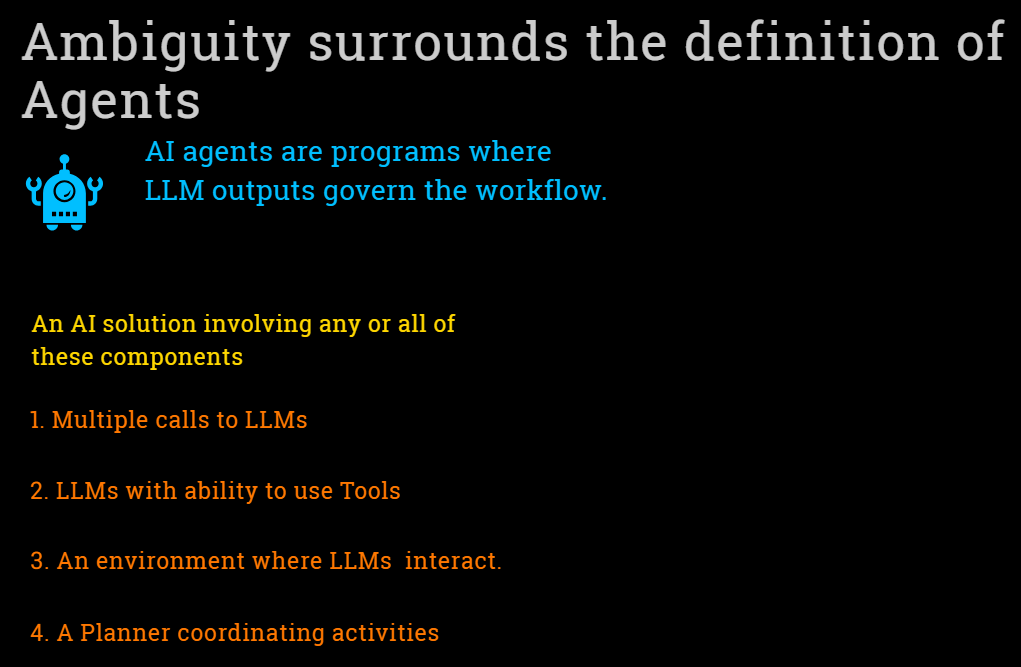 Ambiguity surrounds the definition of
Agents
AI agents are programs where
LLM outputs govern the workflow.
An AI solution involving any or all of
these components
1. Multiple calls to LLMs
2. LLMs with ability to use Tools
3. An environment where LLMs  interact.
4. A Planner coordinating activities